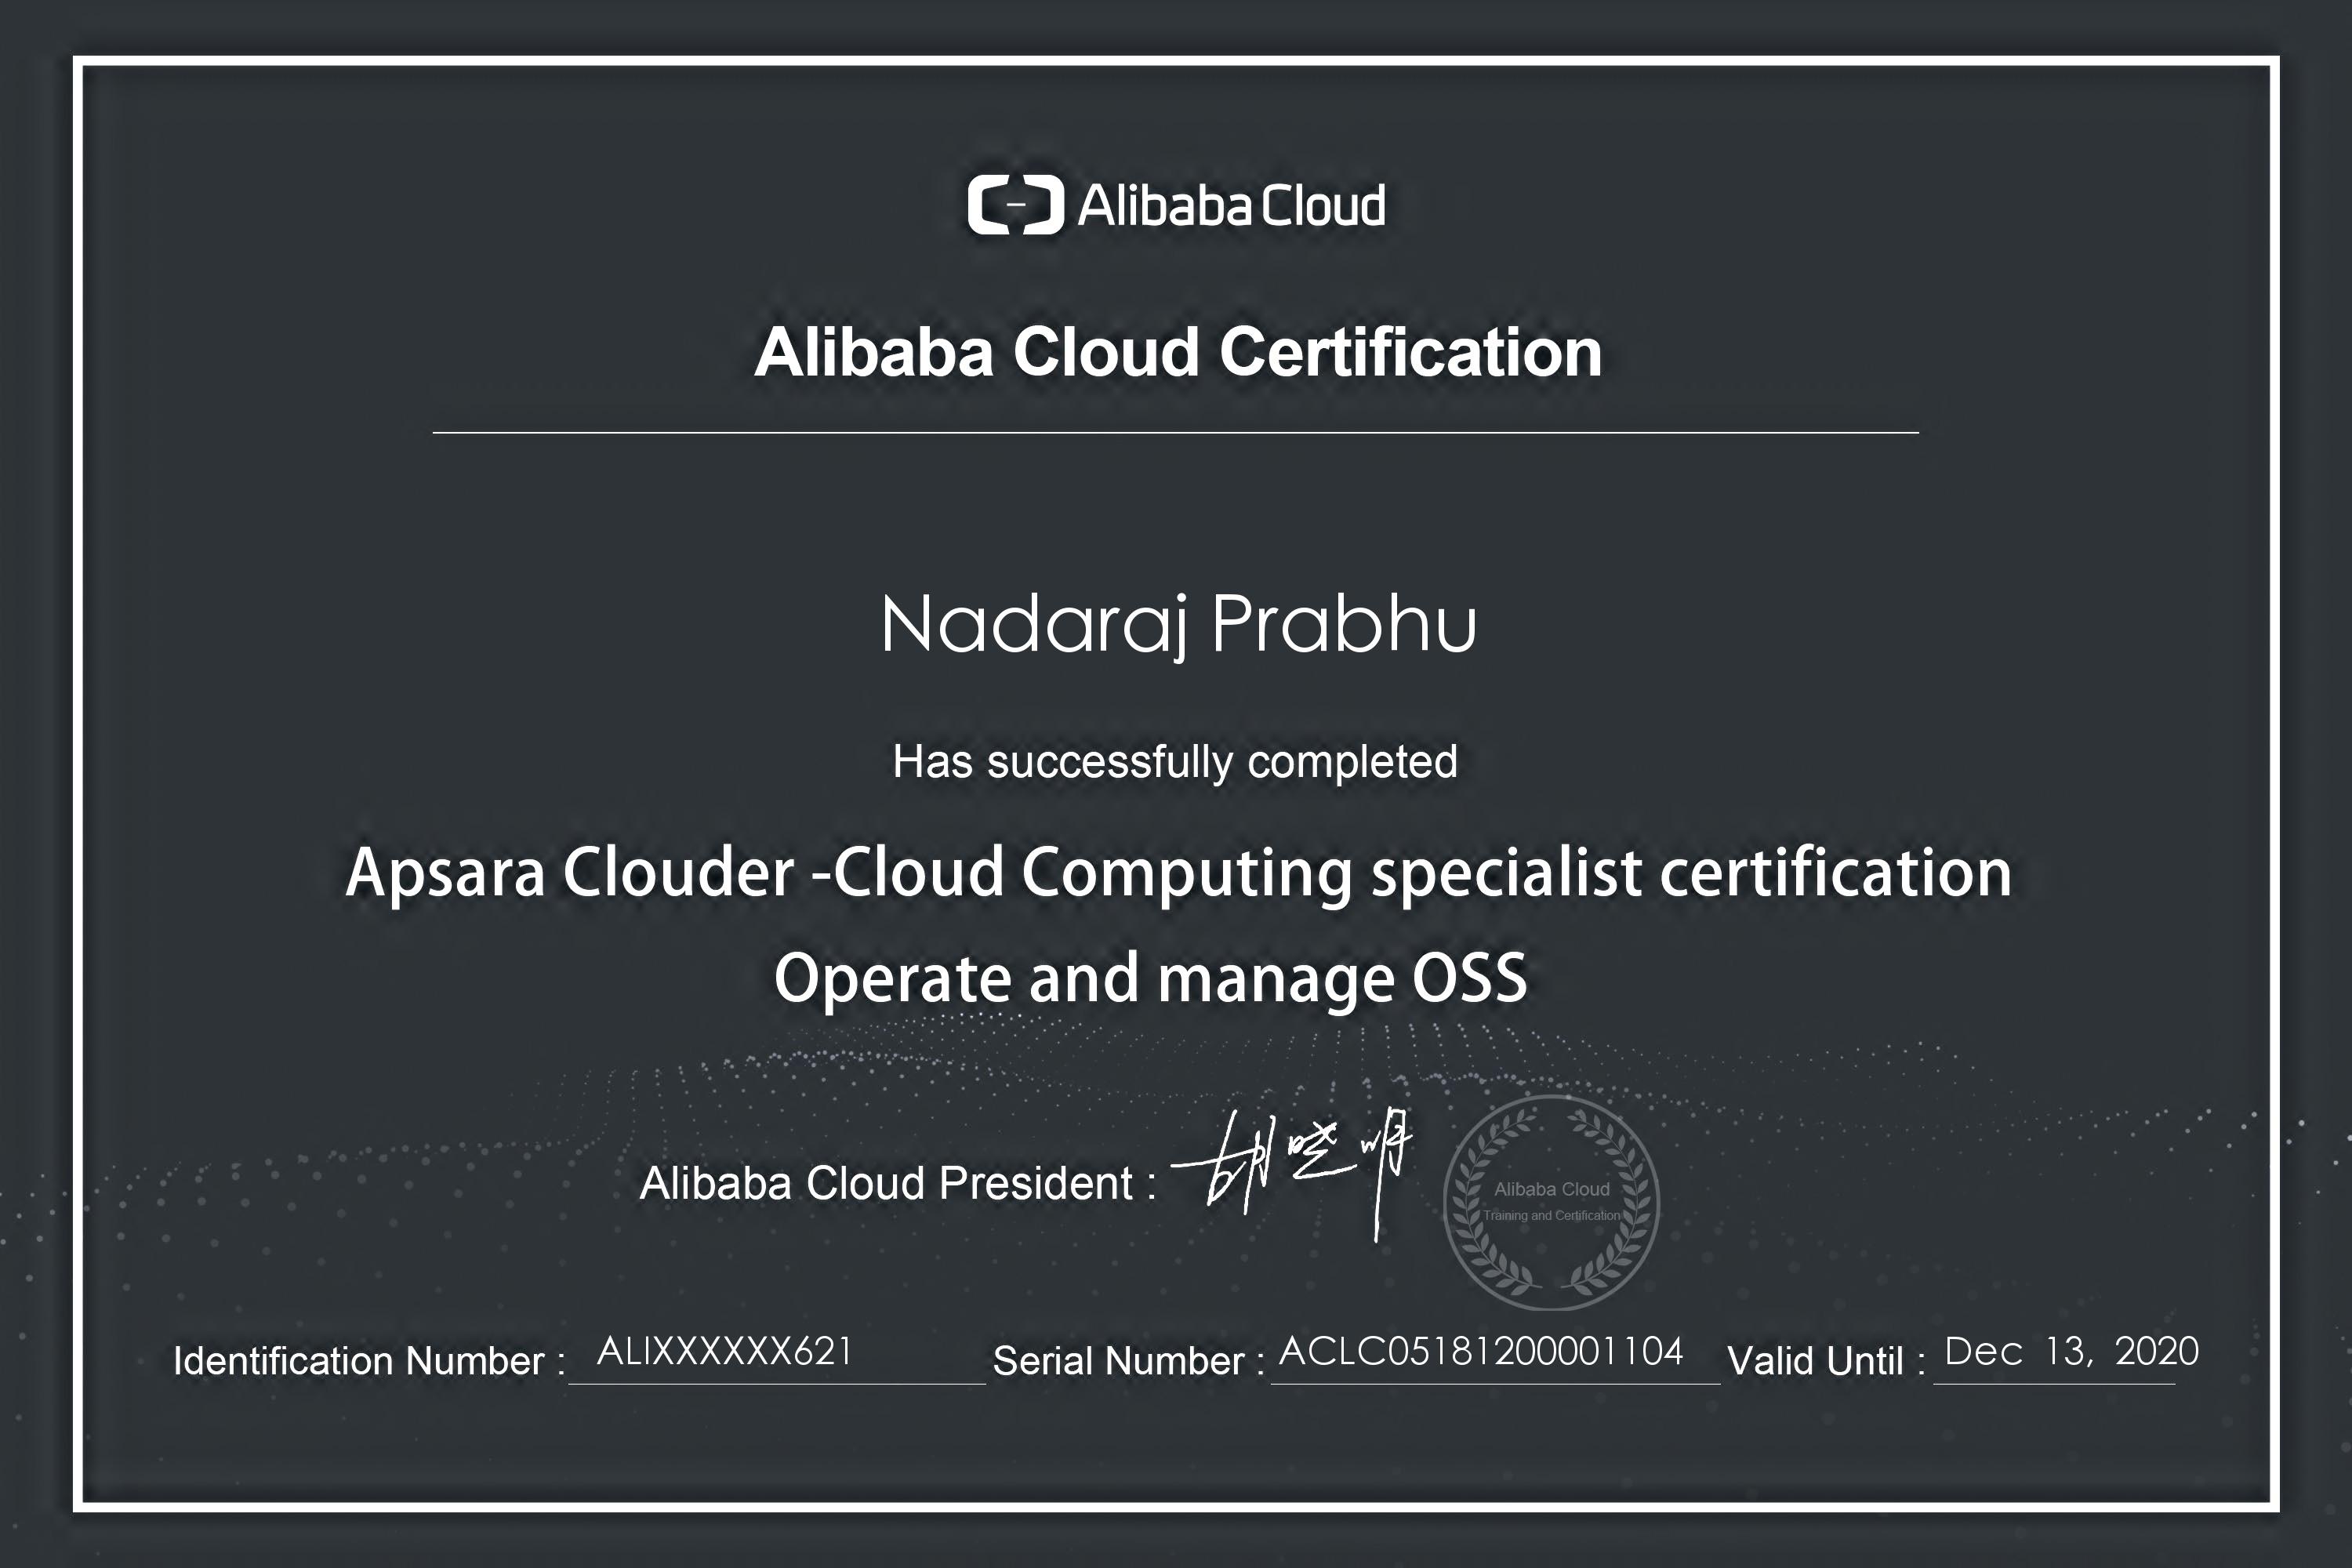 Alibaba Cloud
Alibaba Cloud Certification
Nadaraj Prabhu
Has successfully completed
Apsara Clouder -Cloud Computing specialist certification
Operate and manage OSS
Alibaba Cloud President : 胡晓明
Alibaba Cloud
Training and Certification
Identification Number : ALIXXXXXX621 Serial Number : ACLC05181200001104 Valid Until : Dec 13, 2020